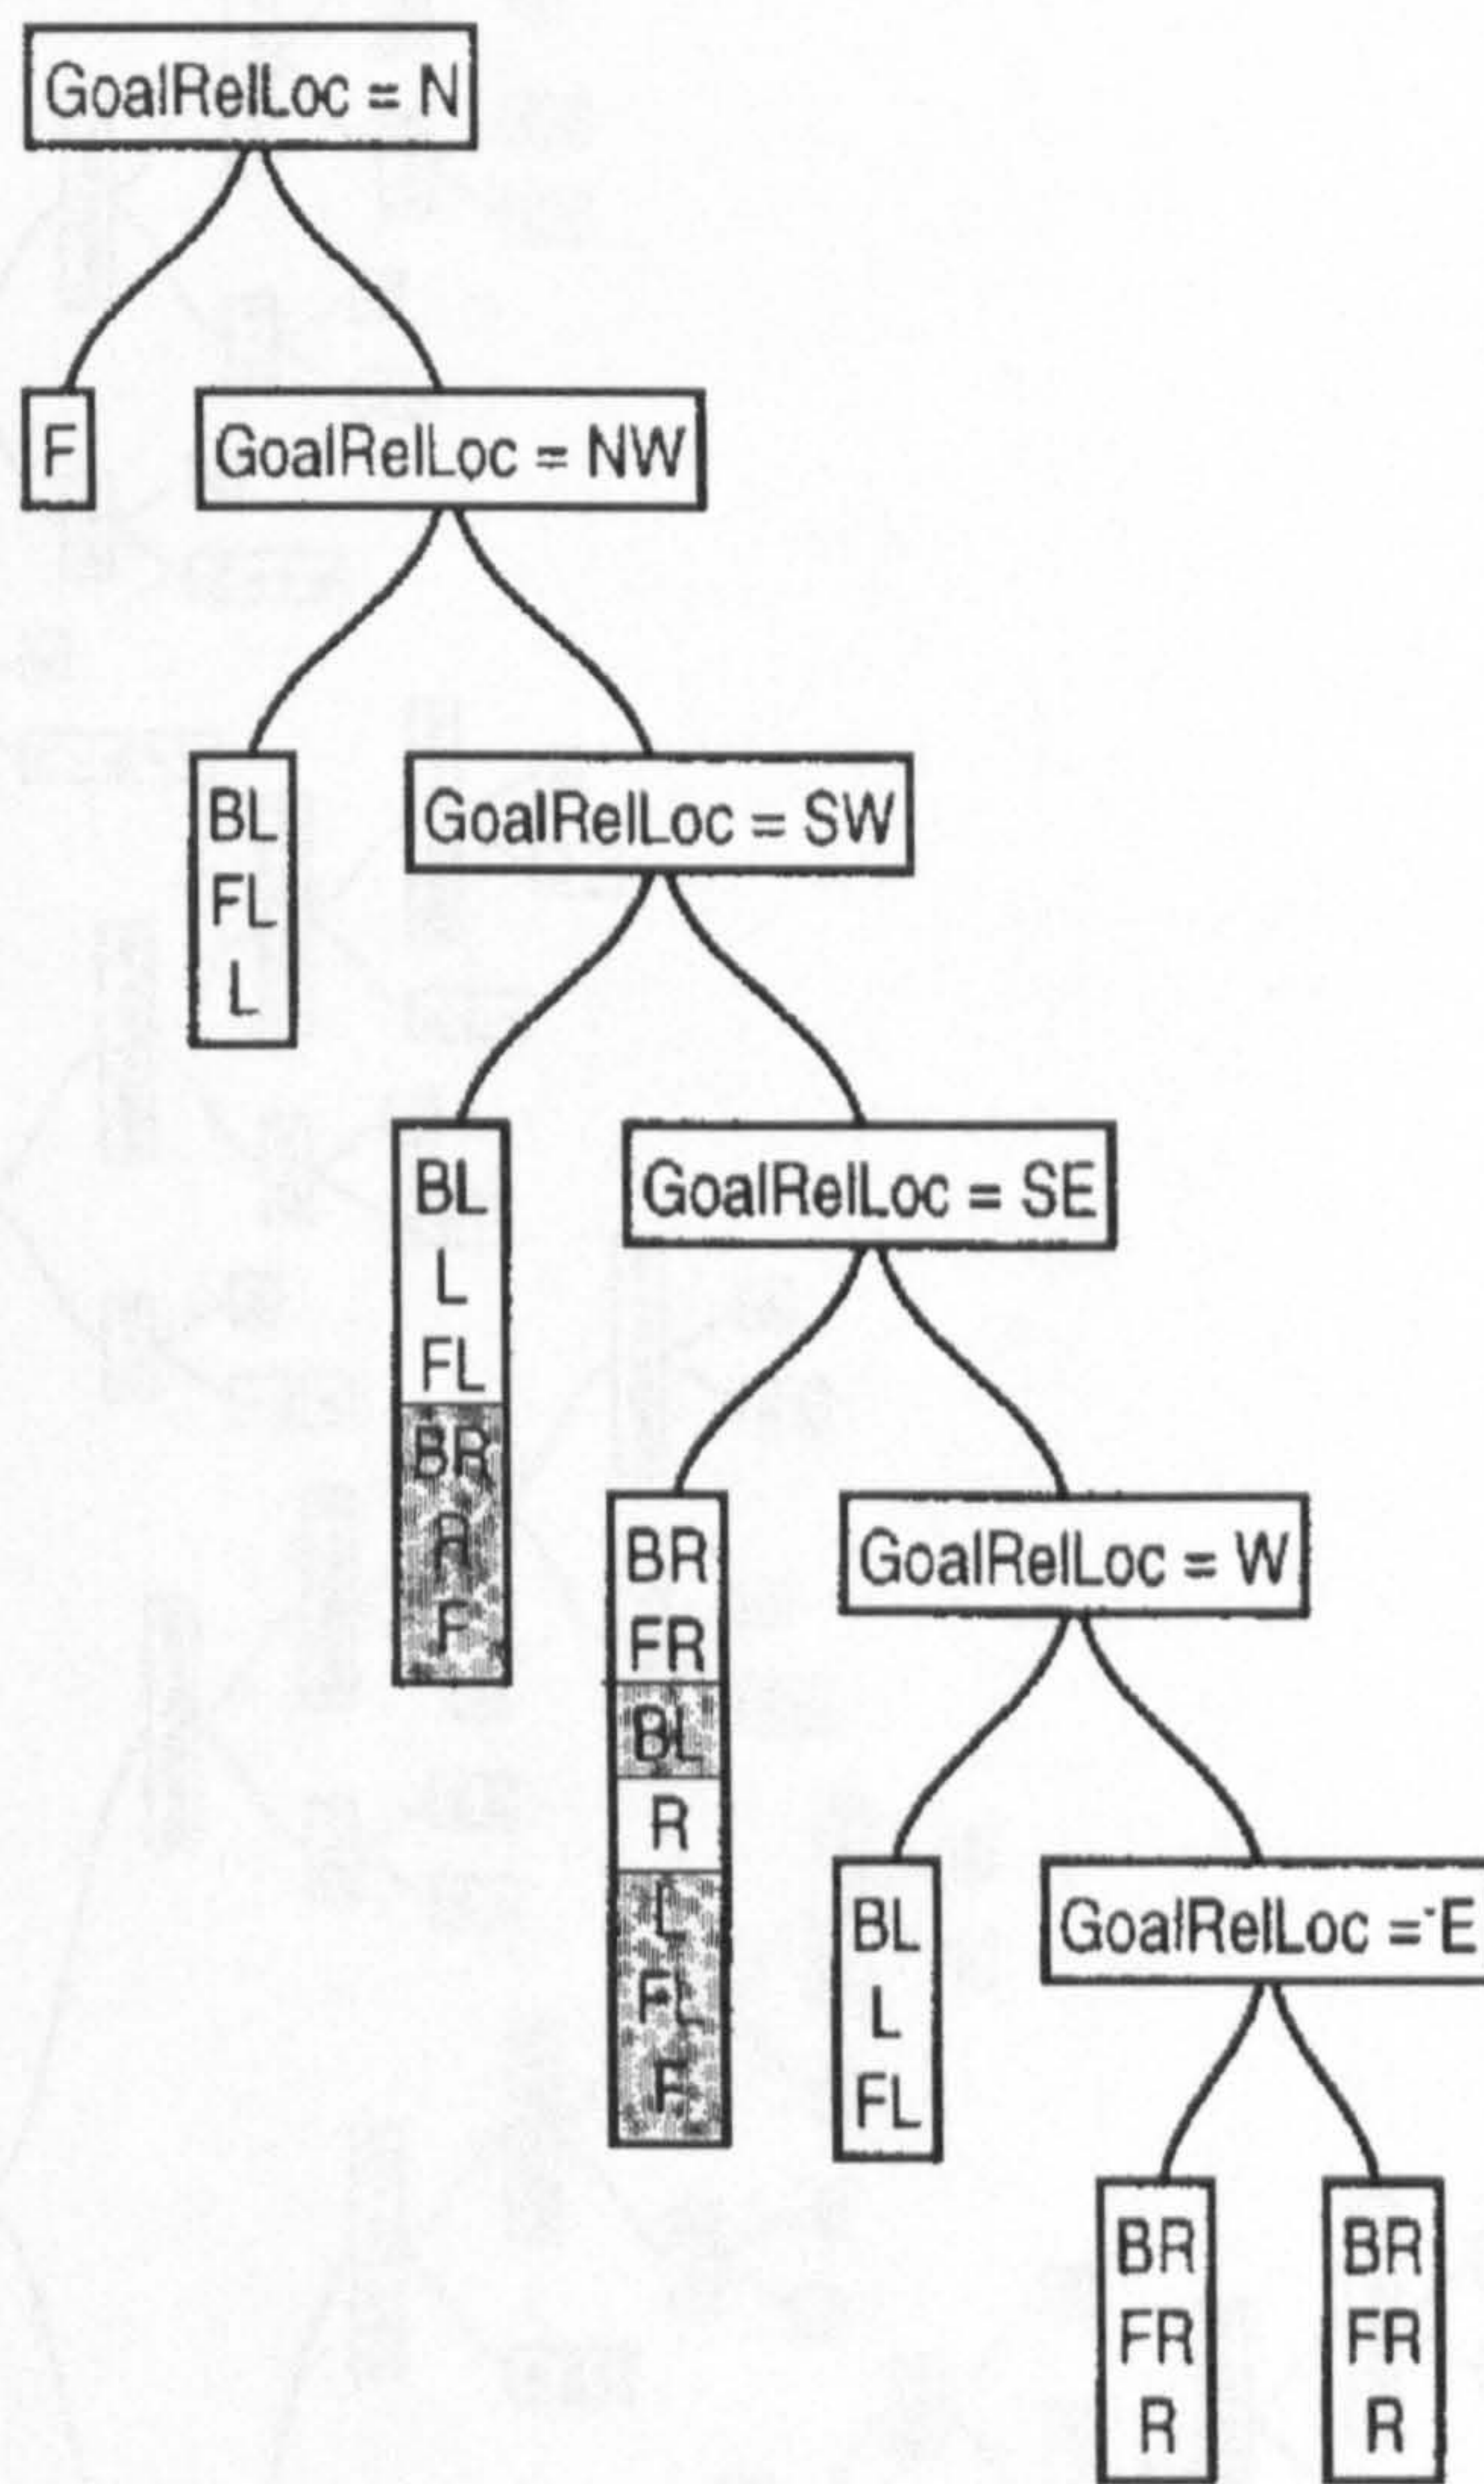 GoalRelLoc = N
F
GoalRelLoc = NW
BL
FL
L
GoalRelLoc = SW
BL
L
FL
BR
R
F
GoalRelLoc = SE
BR
FR
BL
R
L
FL
F
GoalRelLoc = W
BL
L
FL
GoalRelLoc = E
BR
FR
R
BR
FR
R